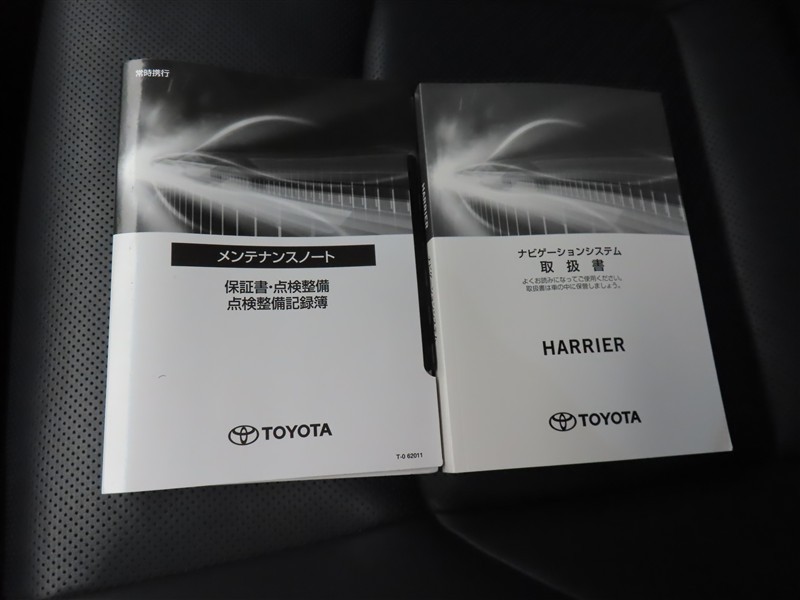 常時携行
メンテナンスノート
保証書・点検整備
点検整備記録簿
TOYOTA
T-0 62011
HARRIER
ナビゲーションシステム
取扱書
よくお読みになってご使用ください。
取扱書は車の中に保管しましょう。
HARRIER
TOYOTA